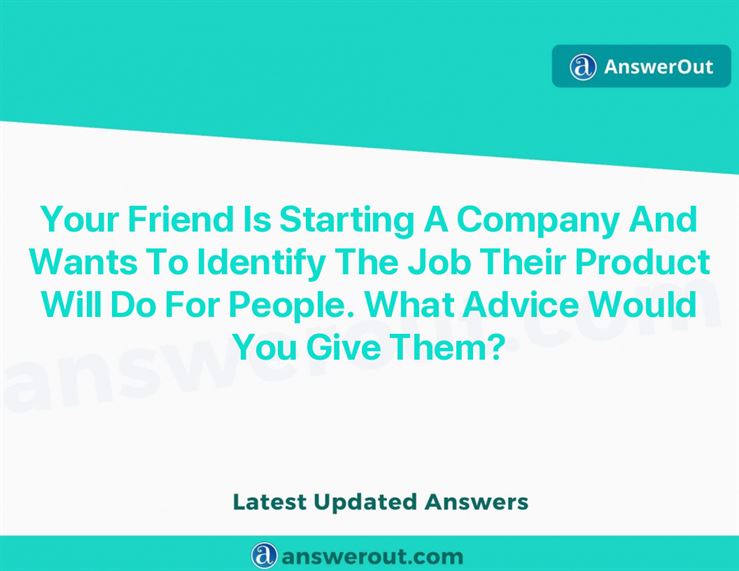 AnswerOut
Your Friend Is Starting A Company And
Wants To Identify The Job Their Product
Will Do For People. What Advice Would
You Give Them?
answerout.com
Latest Updated Answers
answerout.com